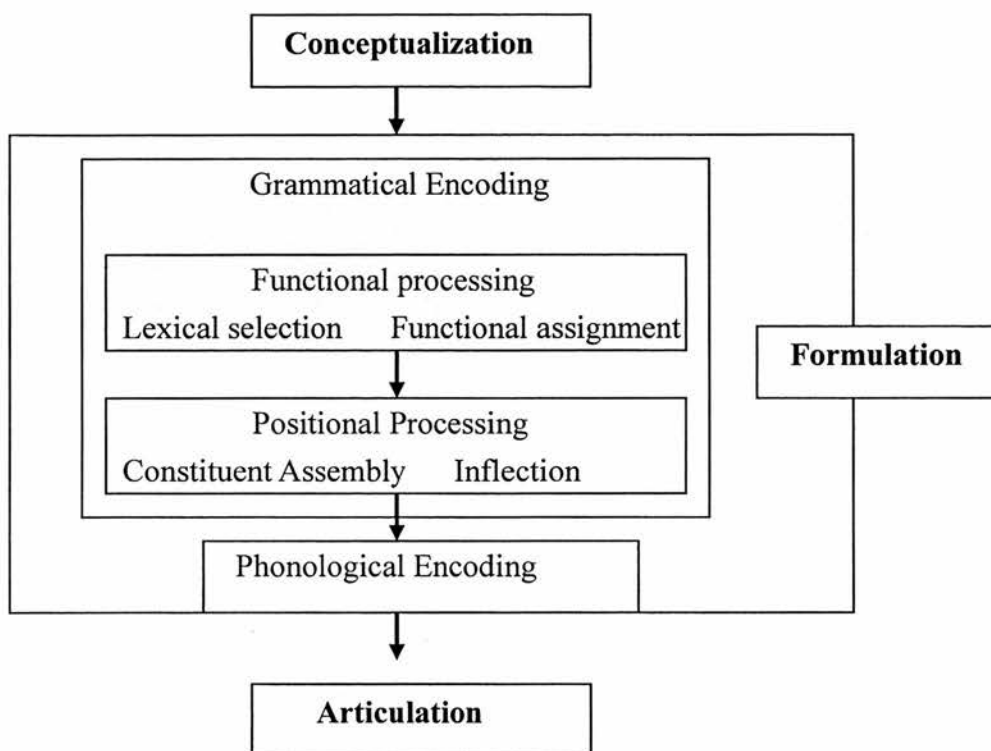 Conceptualization
Grammatical Encoding
Functional processing
Lexical selection Functional assignment
Formulation
Positional Processing
Constituent Assembly Inflection
Phonological Encoding
Articulation